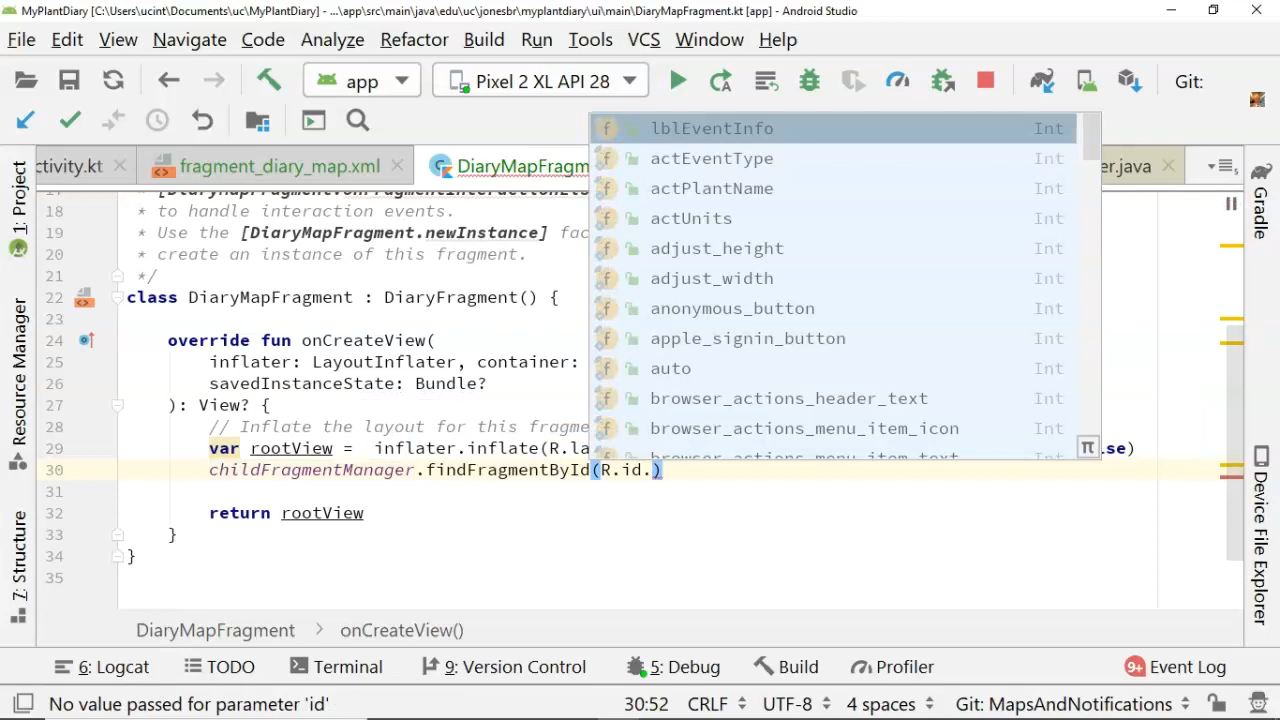 MyPlantDiary [C:\Users\ucint\Documents\uc\MyPlantDiary] - ...\app\src\main\java\edu\uc\jonesbr\myplantdiary\ui\main\DiaryMapFragment.kt [app] - Android Studio
File Edit View Navigate Code Analyze Refactor Build Run Tools VCS Window Help
app Pixel 2 XL API 28 Git:
ctivity.kt fragment_diary_map.xml DiaryMapFragm er.java
lblEventInfo Int
actEventType Int
actPlantName Int
actUnits Int
adjust_height Int
adjust_width Int
anonymous_button Int
apple_signin_button Int
auto Int
browser_actions_header_text Int
browser_actions_menu_item_icon Int
browser_actions_menu_item_text Int
18 * to handle interaction events.
19 * Use the [DiaryMapFragment.newInstance] fac
20 * create an instance of this fragment.
21 */
22 class DiaryMapFragment : DiaryFragment() {
23
24 override fun onCreateView(
25 inflater: LayoutInflater, container:
26 savedInstanceState: Bundle?
27 ): View? {
28 // Inflate the layout for this fragme
29 var rootView = inflater.inflate(R.la se)
30 childFragmentManager.findFragmentById(R.id.)
31
32 return rootView
33 }
34 }
35
DiaryMapFragment > onCreateView()
1: Project
Resource Manager
7: Structure
Gradle
Device File Explorer
6: Logcat TODO Terminal 9: Version Control 5: Debug Build Profiler 9+ Event Log
No value passed for parameter 'id' 30:52 CRLF UTF-8 4 spaces Git: MapsAndNotifications